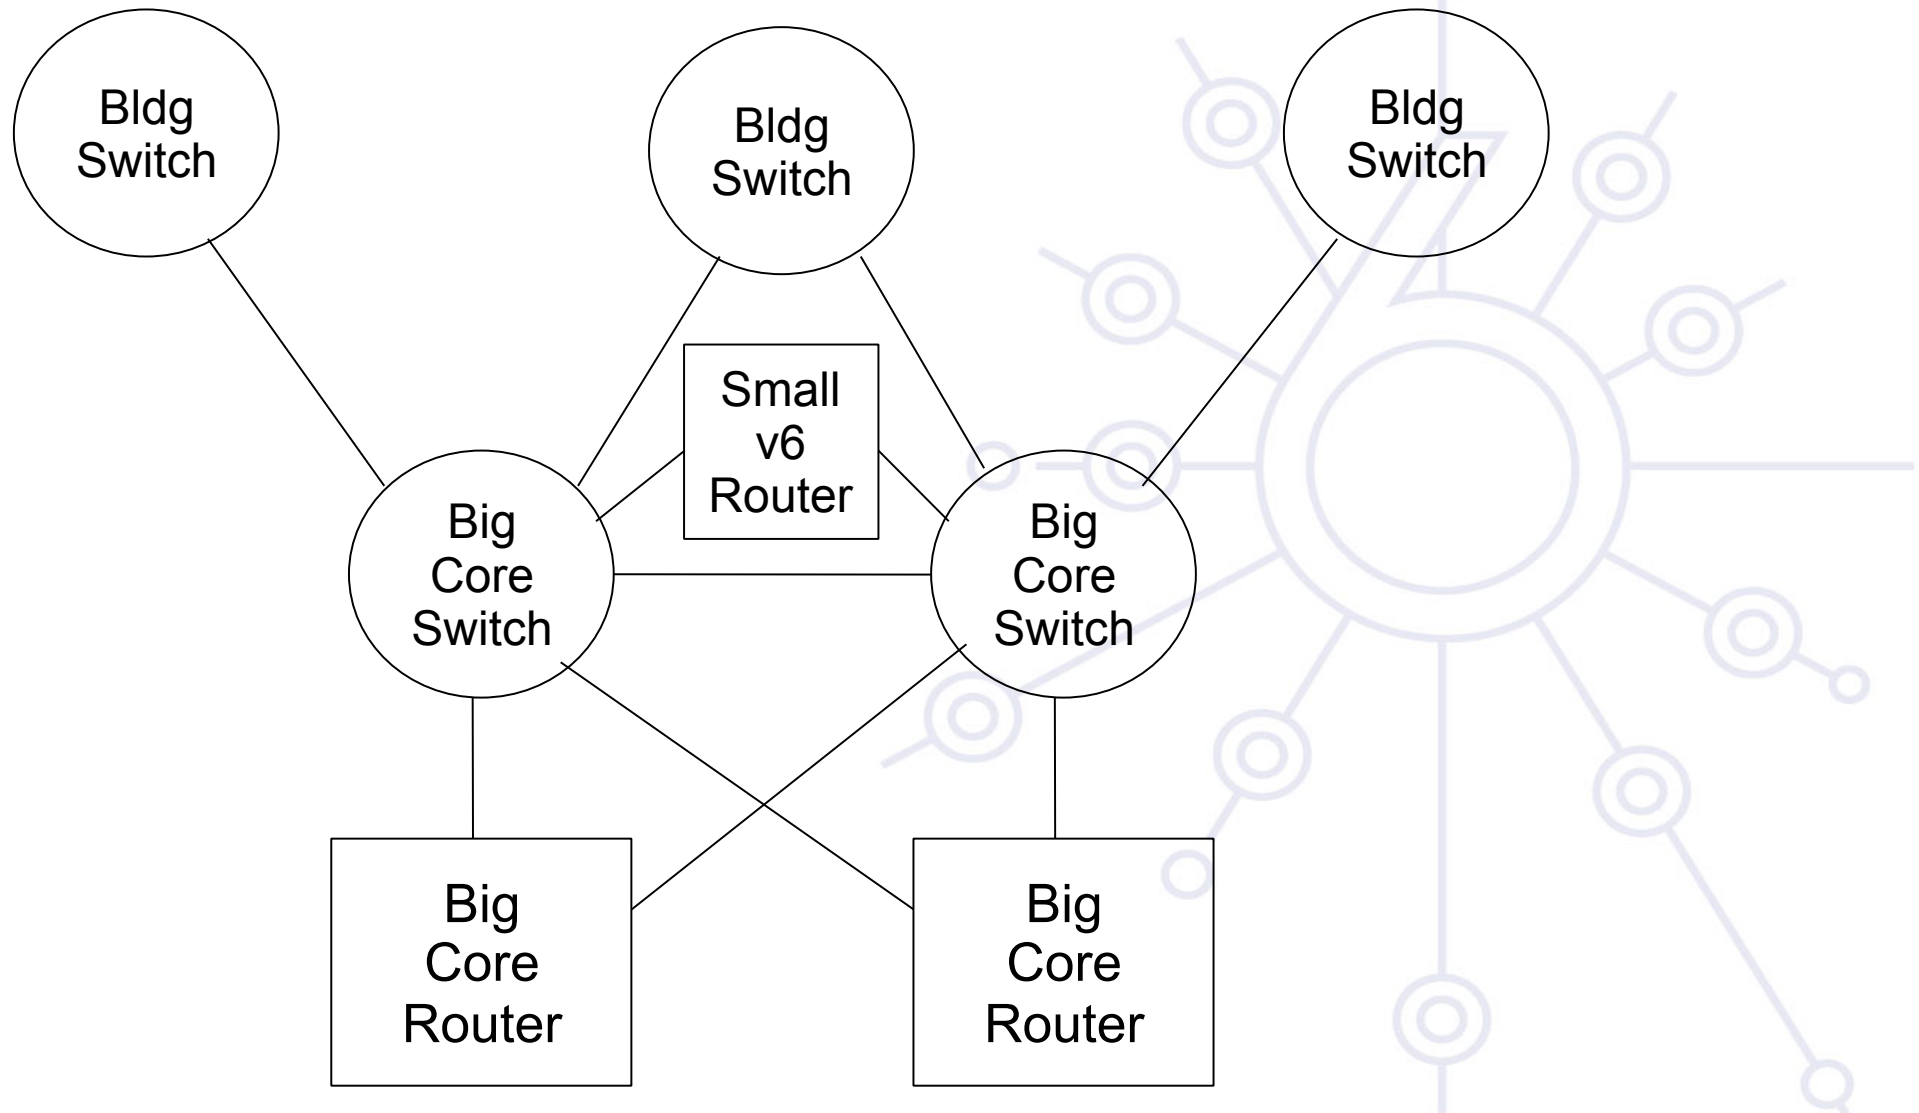 Bldg
Switch
Bldg
Switch
Bldg
Switch
Small
v6
Router
Big
Core
Switch
Big
Core
Switch
Big
Core
Router
Big
Core
Router